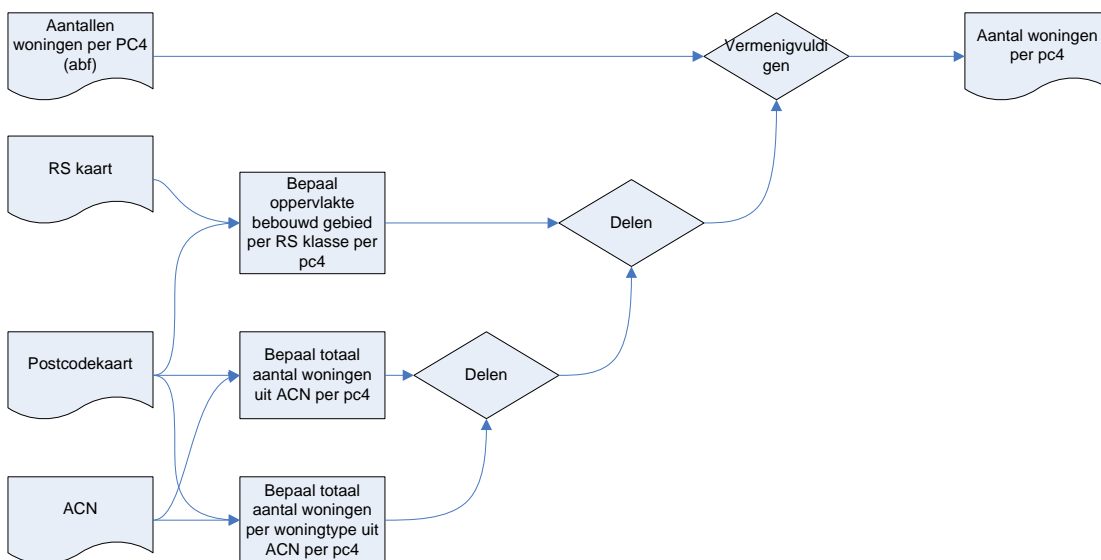 Aantallen
woningen per PC4
(abf)
Vermenigvuldi
gen
Aantal woningen
per pc4
RS kaart
Bepaal
oppervlakte
bebouwd gebied
per RS klasse per
pc4
Delen
Postcodekaart
Bepaal totaal
aantal woningen
uit ACN per pc4
Delen
ACN
Bepaal totaal
aantal woningen
per woningtype uit
ACN per pc4